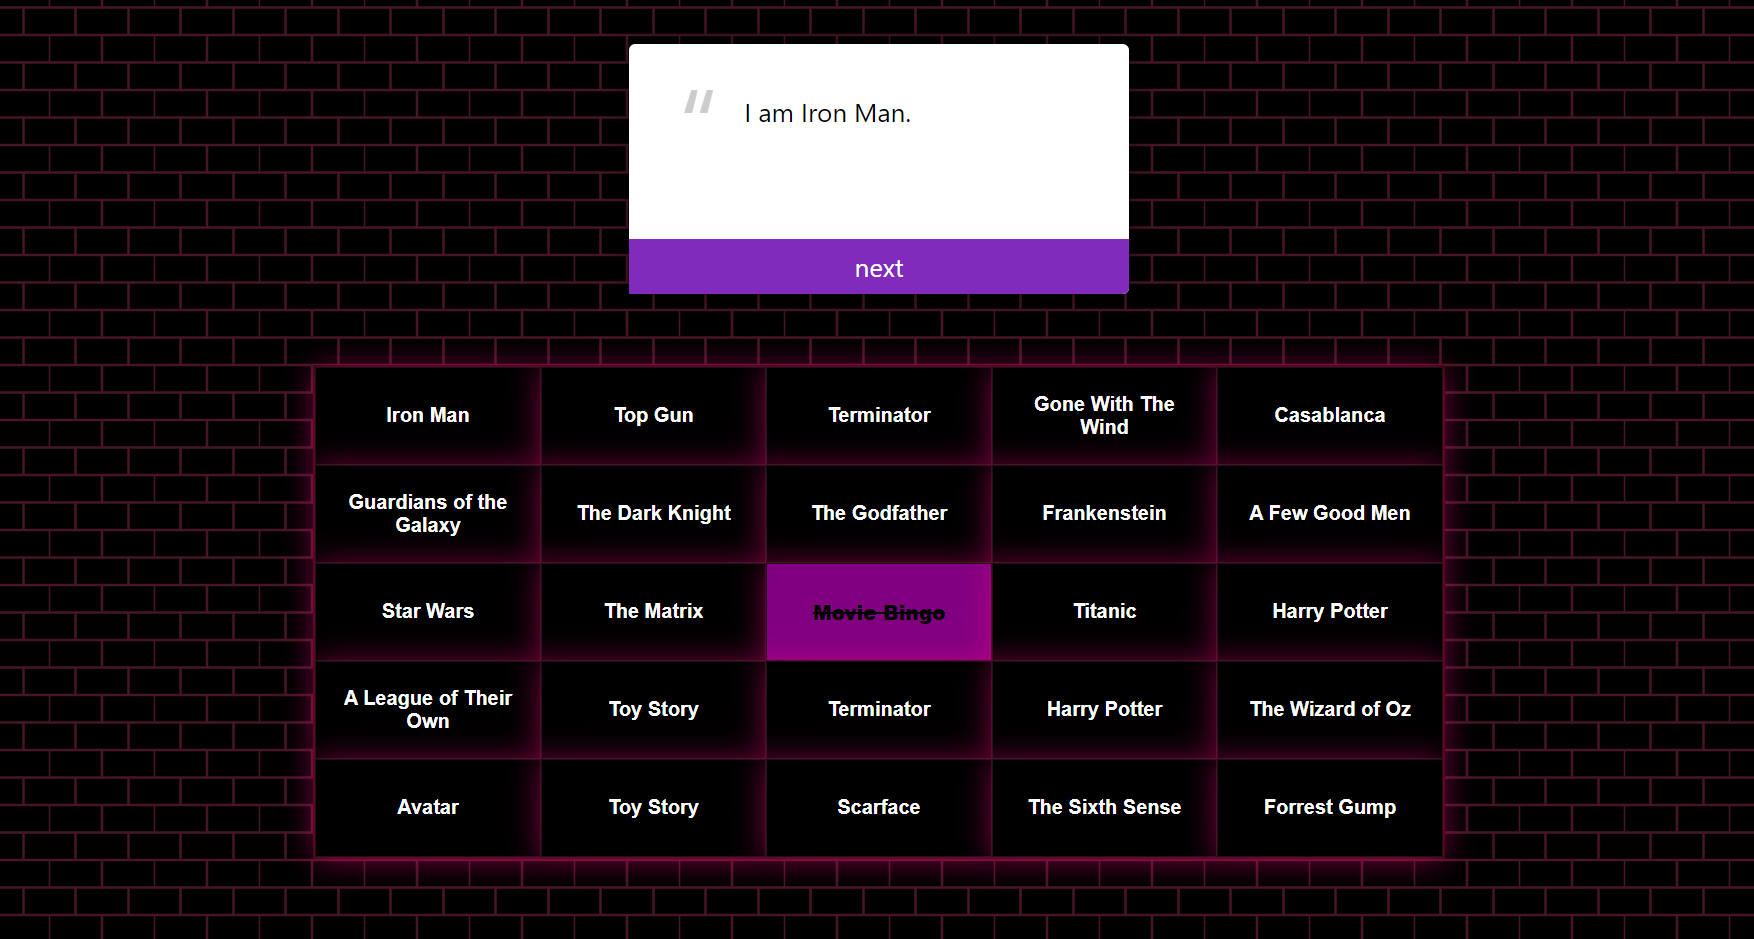 " I am Iron Man.
next
Iron Man
Top Gun
Terminator
Gone With The
Wind
Casablanca
Guardians of the
Galaxy
The Dark Knight
The Godfather
Frankenstein
A Few Good Men
Star Wars
The Matrix
Movie Bingo
Titanic
Harry Potter
A League of Their
Own
Toy Story
Terminator
Harry Potter
The Wizard of Oz
Avatar
Toy Story
Scarface
The Sixth Sense
Forrest Gump